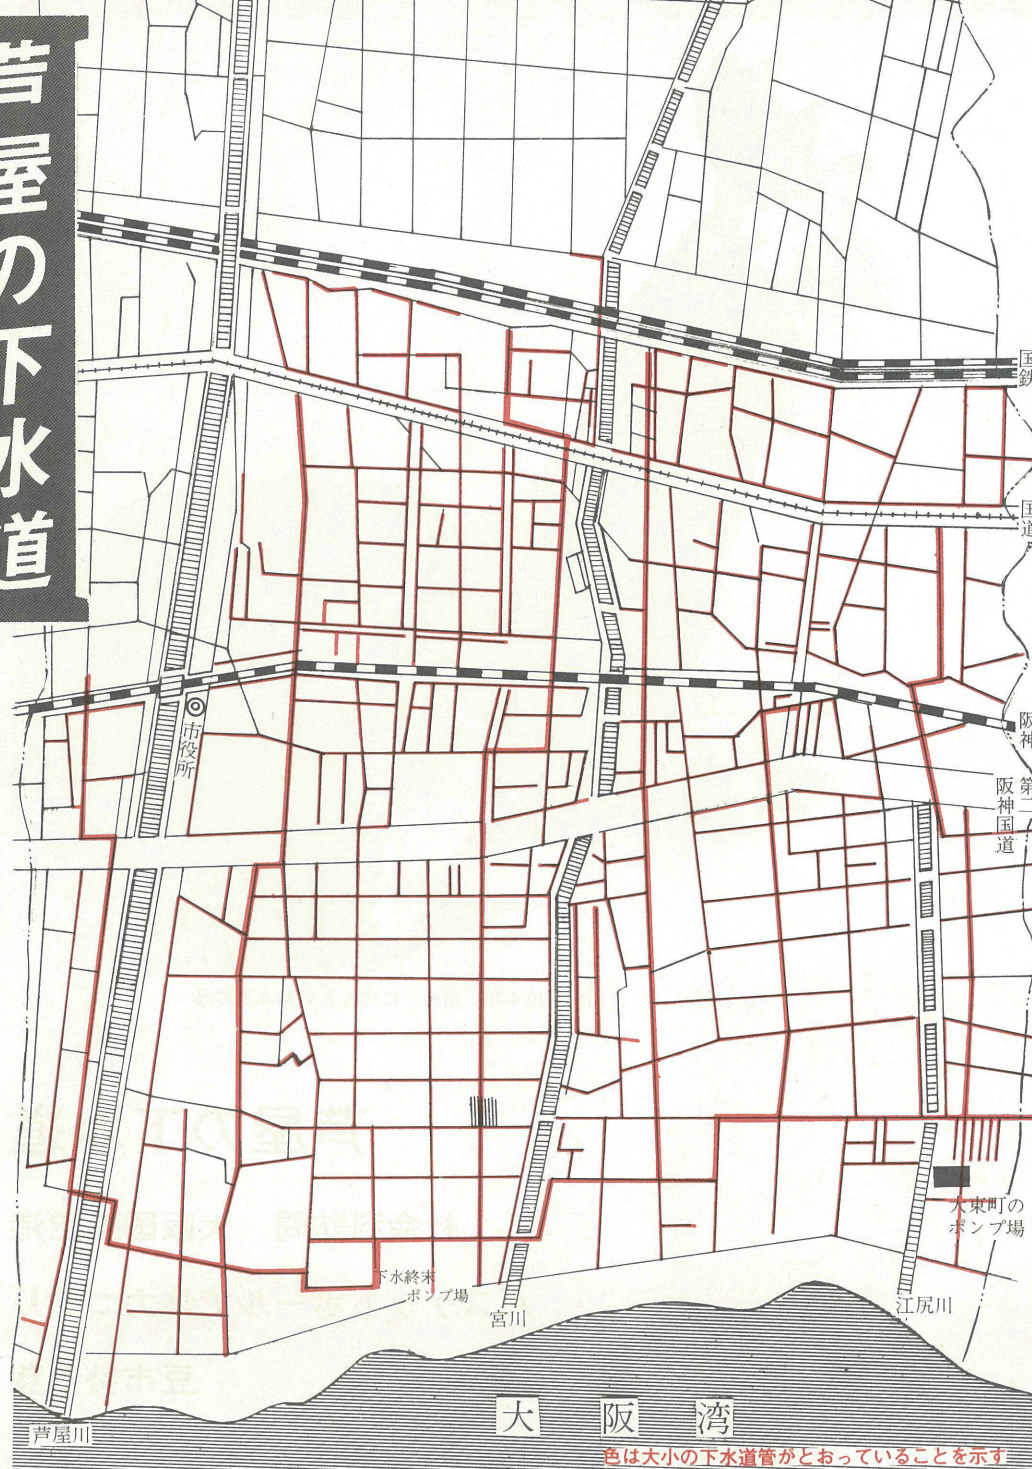 芦屋の下水道
国鉄
国道
阪神
第二
阪神国道
市役所
大東町の
ポンプ場
下水終末
ポンプ場
宮川
江尻川
芦屋川
大阪湾
色は大小の下水道管がとおっていることを示す